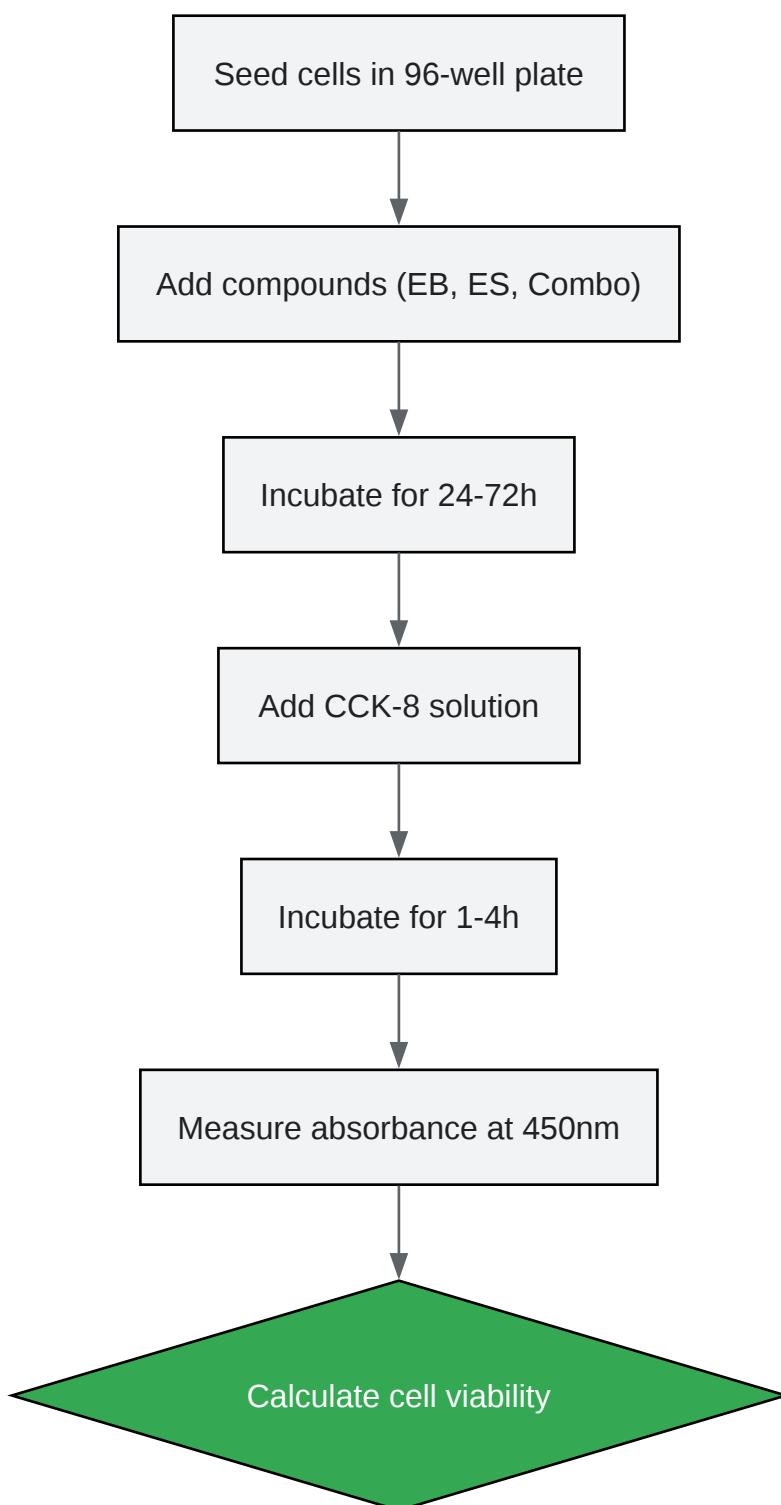 Seed cells in 96-well plate
Add compounds (EB, ES, Combo)
Incubate for 24-72h
Add CCK-8 solution
Incubate for 1-4h
Measure absorbance at 450nm
Calculate cell viability